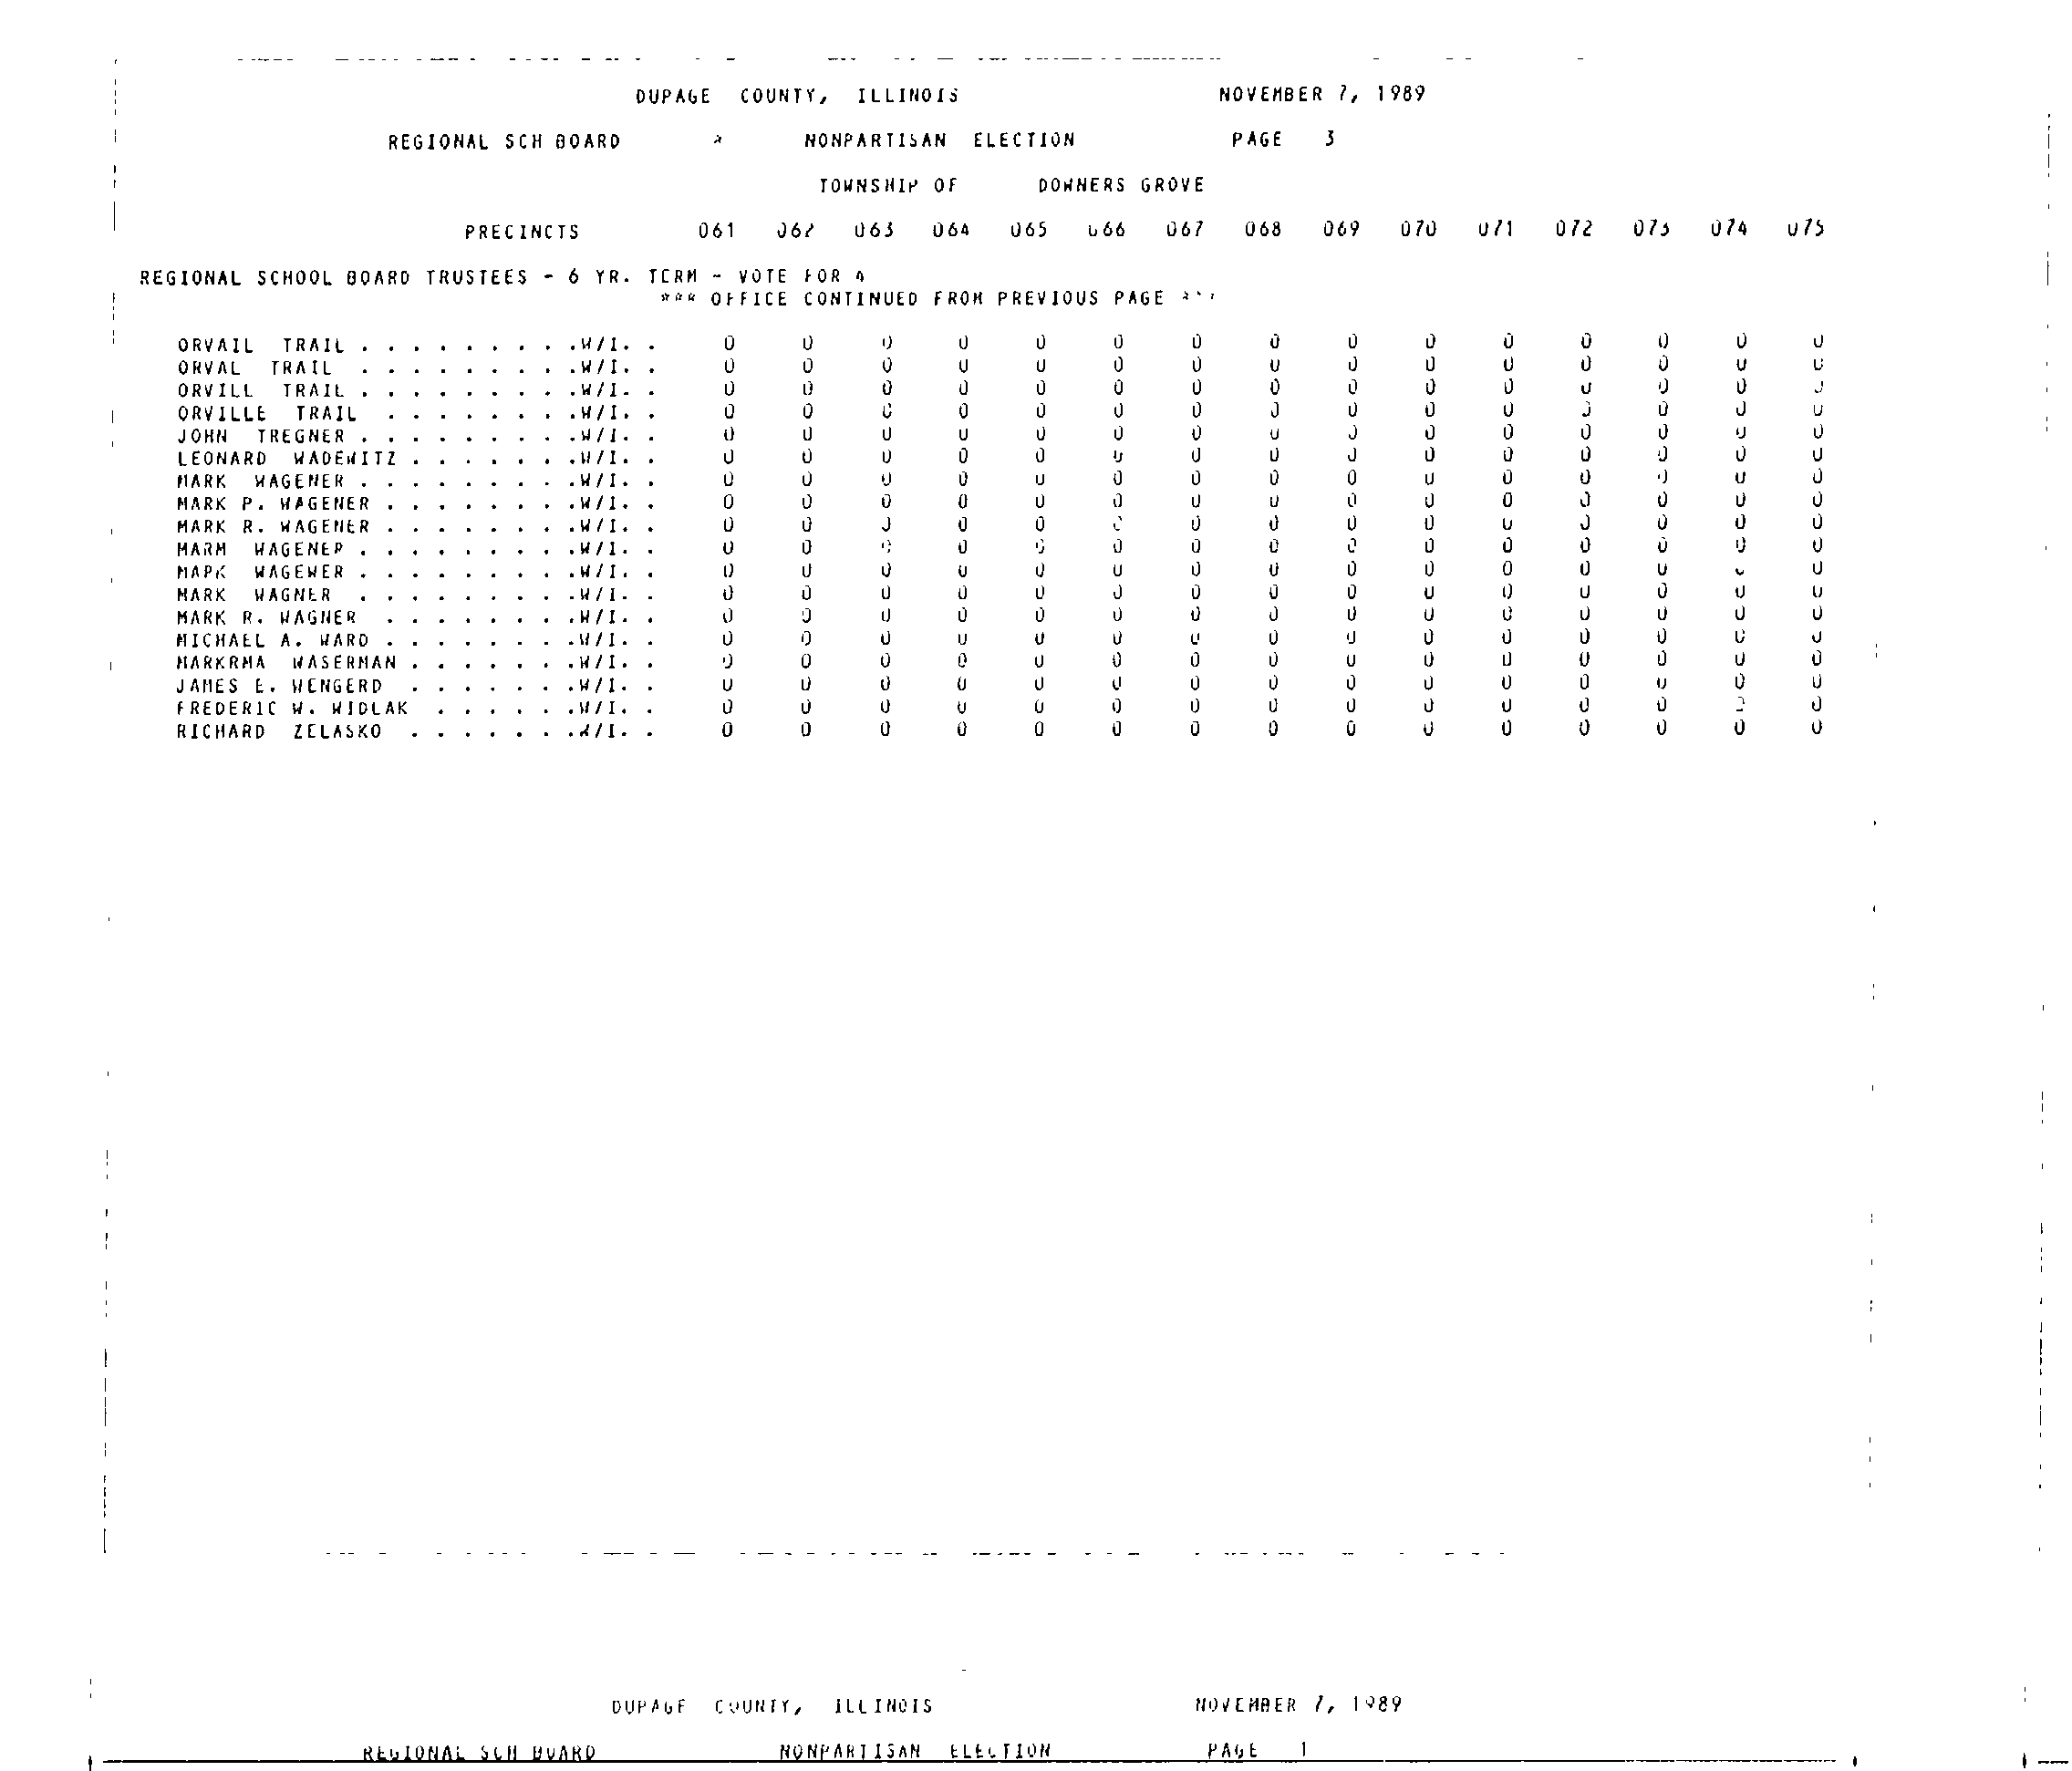 DUPAGE COUNTY, ILLINOIS NOVEMBER 7, 1989
REGIONAL SCH BOARD * NONPARTISAN ELECTION PAGE 3
TOWNSHIP OF DOWNERS GROVE
PRECINCTS 061 062 063 064 065 066 067 068 069 070 071 072 073 074 075
REGIONAL SCHOOL BOARD TRUSTEES - 6 YR. TERM - VOTE FOR 4
*** OFFICE CONTINUED FROM PREVIOUS PAGE ***
ORVAIL TRAIL . . . . . . . . .W/I. . 0 0 0 0 0 0 0 0 0 0 0 0 0 0 0
ORVAL TRAIL . . . . . . . . .W/I. . 0 0 0 0 0 0 0 0 0 0 0 0 0 0 0
ORVILL TRAIL . . . . . . . . .W/I. . 0 0 0 0 0 0 0 0 0 0 0 0 0 0 0
ORVILLE TRAIL . . . . . . . .W/I. . 0 0 0 0 0 0 0 0 0 0 0 0 0 0 0
JOHN TREGNER . . . . . . . . .W/I. . 0 0 0 0 0 0 0 0 0 0 0 0 0 0 0
LEONARD WADEWITZ . . . . . . .W/I. . 0 0 0 0 0 0 0 0 0 0 0 0 0 0 0
MARK WAGENER . . . . . . . . .W/I. . 0 0 0 0 0 0 0 0 0 0 0 0 0 0 0
MARK P. WAGENER . . . . . . . .W/I. . 0 0 0 0 0 0 0 0 0 0 0 0 0 0 0
MARK R. WAGENER . . . . . . . .W/I. . 0 0 0 0 0 0 0 0 0 0 0 0 0 0 0
MARM WAGENER . . . . . . . . .W/I. . 0 0 0 0 0 0 0 0 0 0 0 0 0 0 0
MARK WAGEWER . . . . . . . . .W/I. . 0 0 0 0 0 0 0 0 0 0 0 0 0 0 0
MARK WAGNER . . . . . . . . .W/I. . 0 0 0 0 0 0 0 0 0 0 0 0 0 0 0
MARK R. WAGNER . . . . . . . .W/I. . 0 0 0 0 0 0 0 0 0 0 0 0 0 0 0
MICHAEL A. WARD . . . . . . . .W/I. . 0 0 0 0 0 0 0 0 0 0 0 0 0 0 0
MARKRMA WASERMAN . . . . . . .W/I. . 0 0 0 0 0 0 0 0 0 0 0 0 0 0 0
JAMES E. WENGERD . . . . . . .W/I. . 0 0 0 0 0 0 0 0 0 0 0 0 0 0 0
FREDERIC W. WIDLAK . . . . . .W/I. . 0 0 0 0 0 0 0 0 0 0 0 0 0 0 0
RICHARD ZELASKO . . . . . . .W/I. . 0 0 0 0 0 0 0 0 0 0 0 0 0 0 0
DUPAGE COUNTY, ILLINOIS NOVEMBER 7, 1989
REGIONAL SCH BOARD NONPARTISAN ELECTION PAGE 1